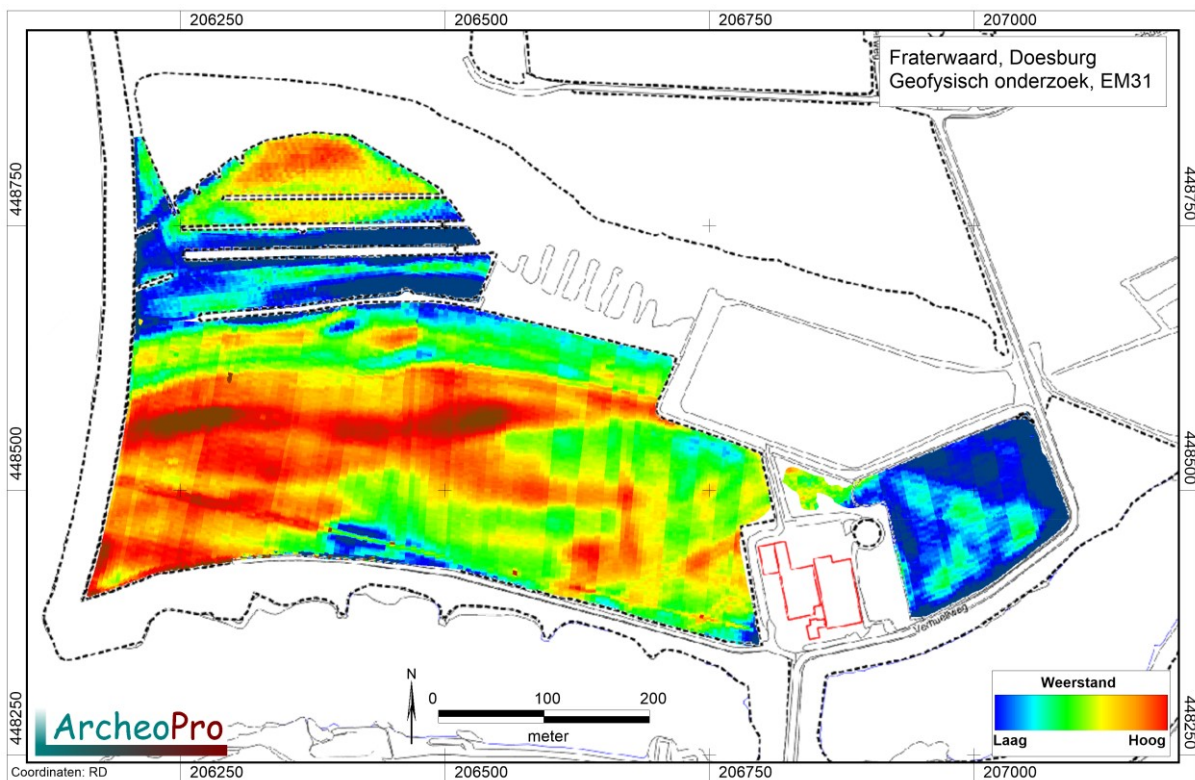 206250 206500 206750 207000
Fraterwaard, Doesburg
Geofysisch onderzoek, EM31
448750 448750
448500 448500
Verhuellweg
N
0 100 200
meter
Weerstand
Laag Hoog
448250 448250
ArcheoPro
206250 206500 206750 207000
Coordinaten: RD